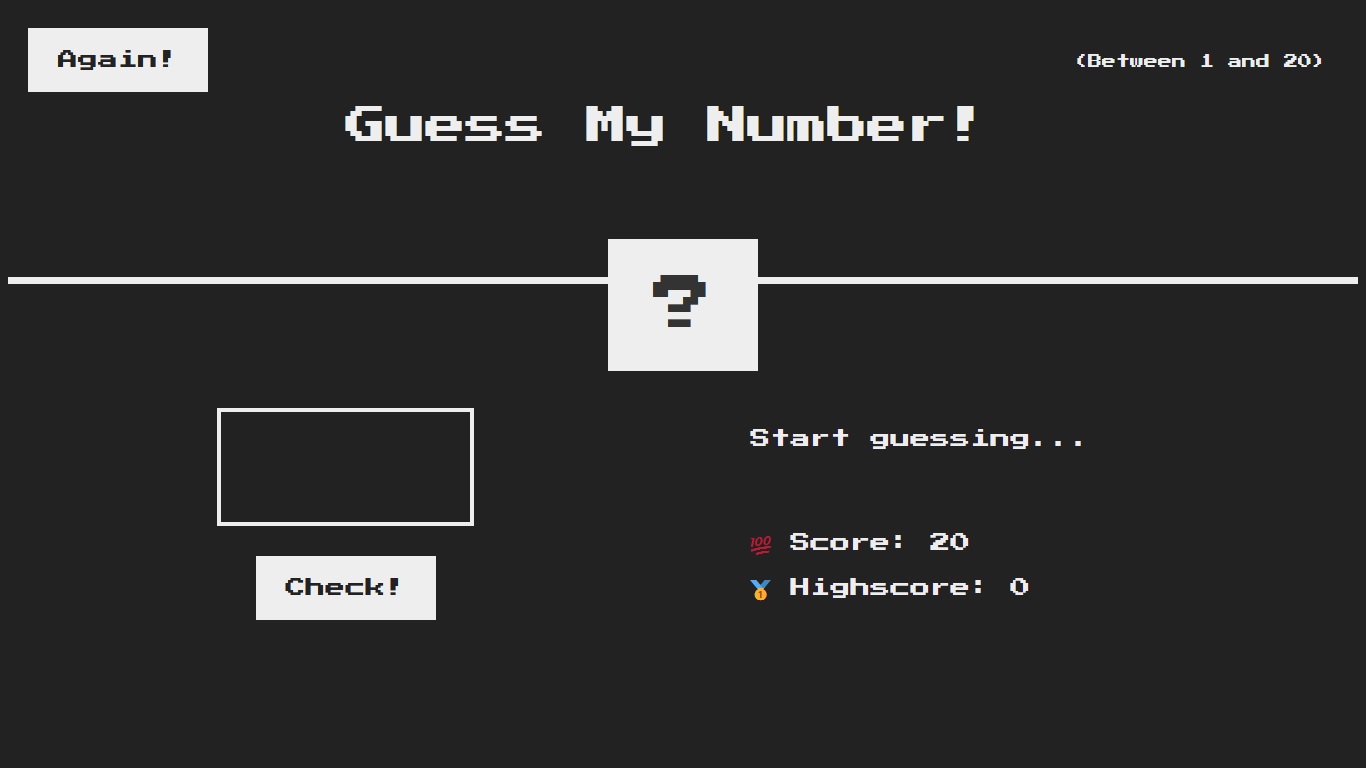 Again!
(Between 1 and 20)
Guess My Number!
?
Start guessing...
Check!
💯 Score: 20
🥇 Highscore: 0